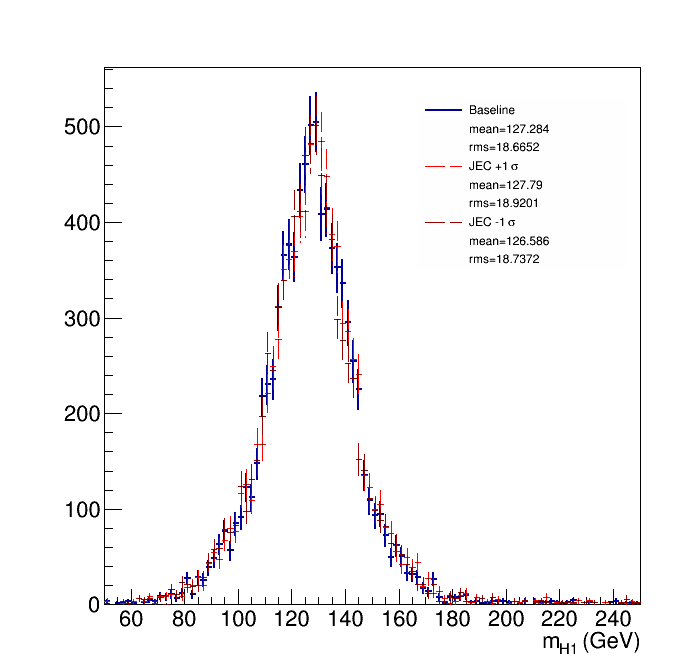 500
400
300
200
100
0
Baseline
mean=127.284
rms=18.6652
JEC +1 σ
mean=127.79
rms=18.9201
JEC -1 σ
mean=126.586
rms=18.7372
60 80 100 120 140 160 180 200 220 240
m_H1 (GeV)